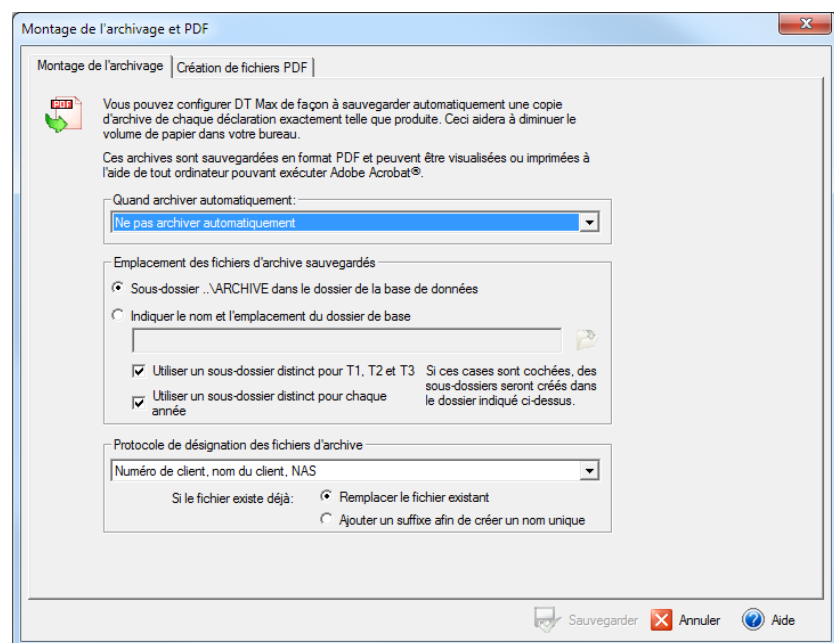 Montage de l'archivage et PDF
Montage de l'archivage
Création de fichiers PDF
PDF
Vous pouvez configurer DT Max de façon à sauvegarder automatiquement une copie
d'archive de chaque déclaration exactement telle que produite. Ceci aidera à diminuer le
volume de papier dans votre bureau.
Ces archives sont sauvegardées en format PDF et peuvent être visualisées ou imprimées à
l'aide de tout ordinateur pouvant exécuter Adobe Acrobat®.
Quand archiver automatiquement:
Ne pas archiver automatiquement
Emplacement des fichiers d'archive sauvegardés
Sous-dossier ..\ARCHIVE dans le dossier de la base de données
Indiquer le nom et l'emplacement du dossier de base
Utiliser un sous-dossier distinct pour T1, T2 et T3
Utiliser un sous-dossier distinct pour chaque
année
Si ces cases sont cochées, des
sous-dossiers seront créés dans
le dossier indiqué ci-dessus.
Protocole de désignation des fichiers d'archive
Numéro de client, nom du client, NAS
Si le fichier existe déjà:
Remplacer le fichier existant
Ajouter un suffixe afin de créer un nom unique
Sauvegarder
Annuler
Aide